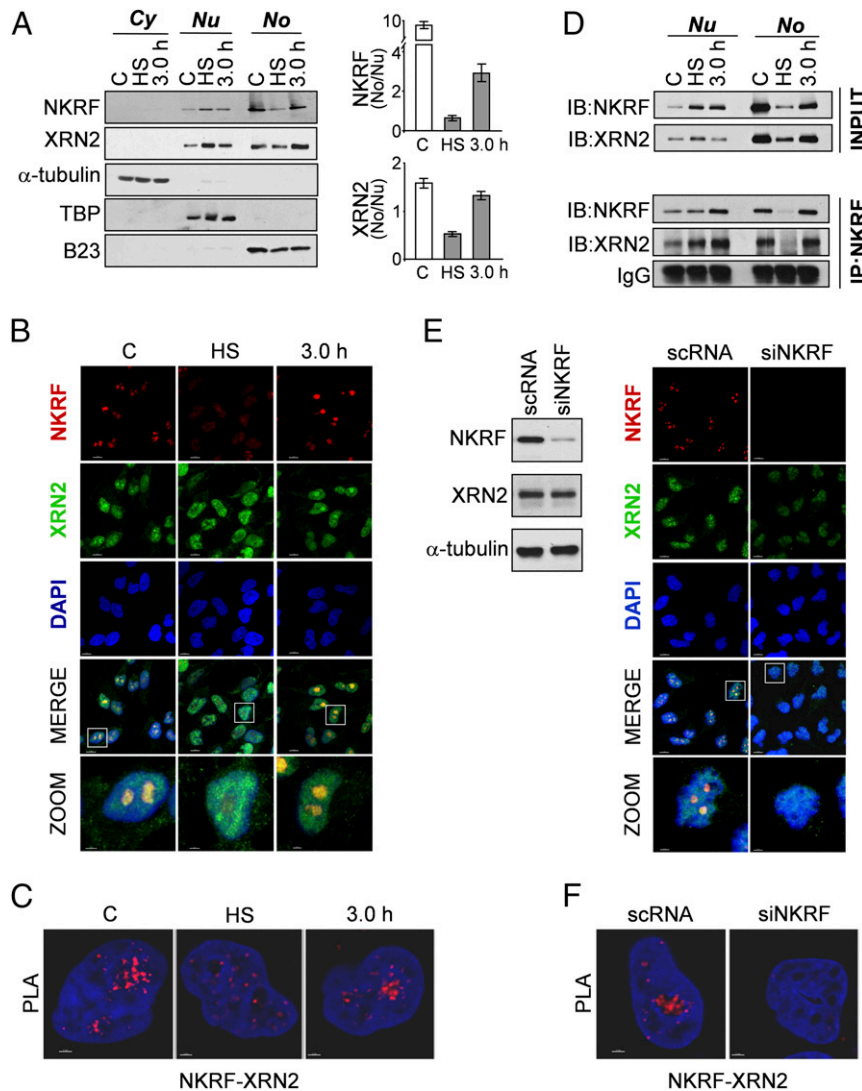 A
Cy Nu No
C HS 3.0 h C HS 3.0 h C HS 3.0 h
NKRF
XRN2
α-tubulin
TBP
B23
NKRF
(No/Nu)
10
8
4
2
0
C HS 3.0 h
XRN2
(No/Nu)
2
1
0
C HS 3.0 h
D
Nu No
C HS 3.0 h C HS 3.0 h
IB:NKRF
IB:XRN2
INPUT
IB:NKRF
IB:XRN2
IgG
IP:NKRF
B
C HS 3.0 h
NKRF
XRN2
DAPI
MERGE
ZOOM
E
scRNA siNKRF
NKRF
XRN2
α-tubulin
scRNA siNKRF
NKRF
XRN2
DAPI
MERGE
ZOOM
C
C HS 3.0 h
PLA
NKRF-XRN2
F
scRNA siNKRF
PLA
NKRF-XRN2